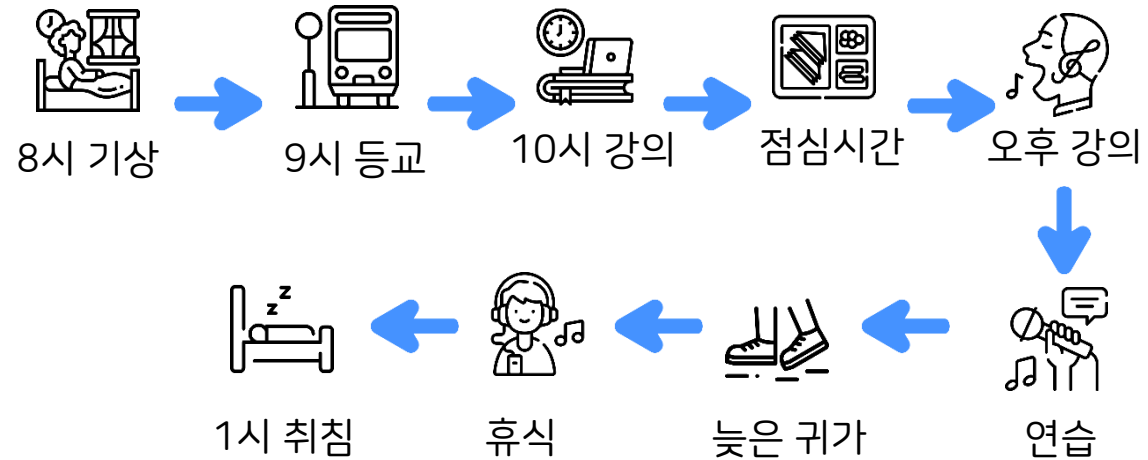 8시 기상
9시 등교
10시 강의
점심시간
오후 강의
연습
늦은 귀가
휴식
z z
1시 취침